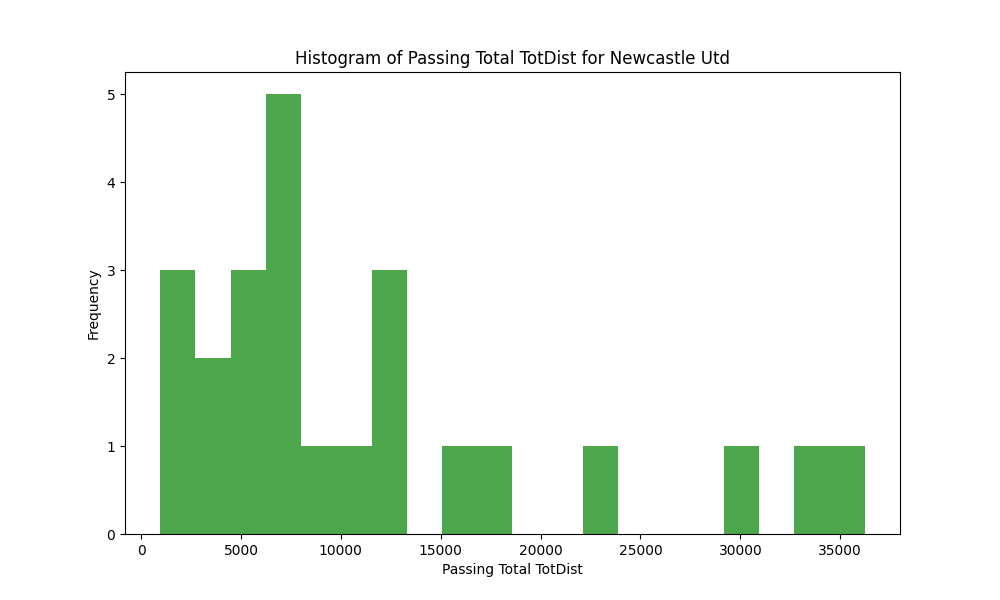 Histogram of Passing Total TotDist for Newcastle Utd
5
4
3
2
1
0
Frequency
0 5000 10000 15000 20000 25000 30000 35000
Passing Total TotDist